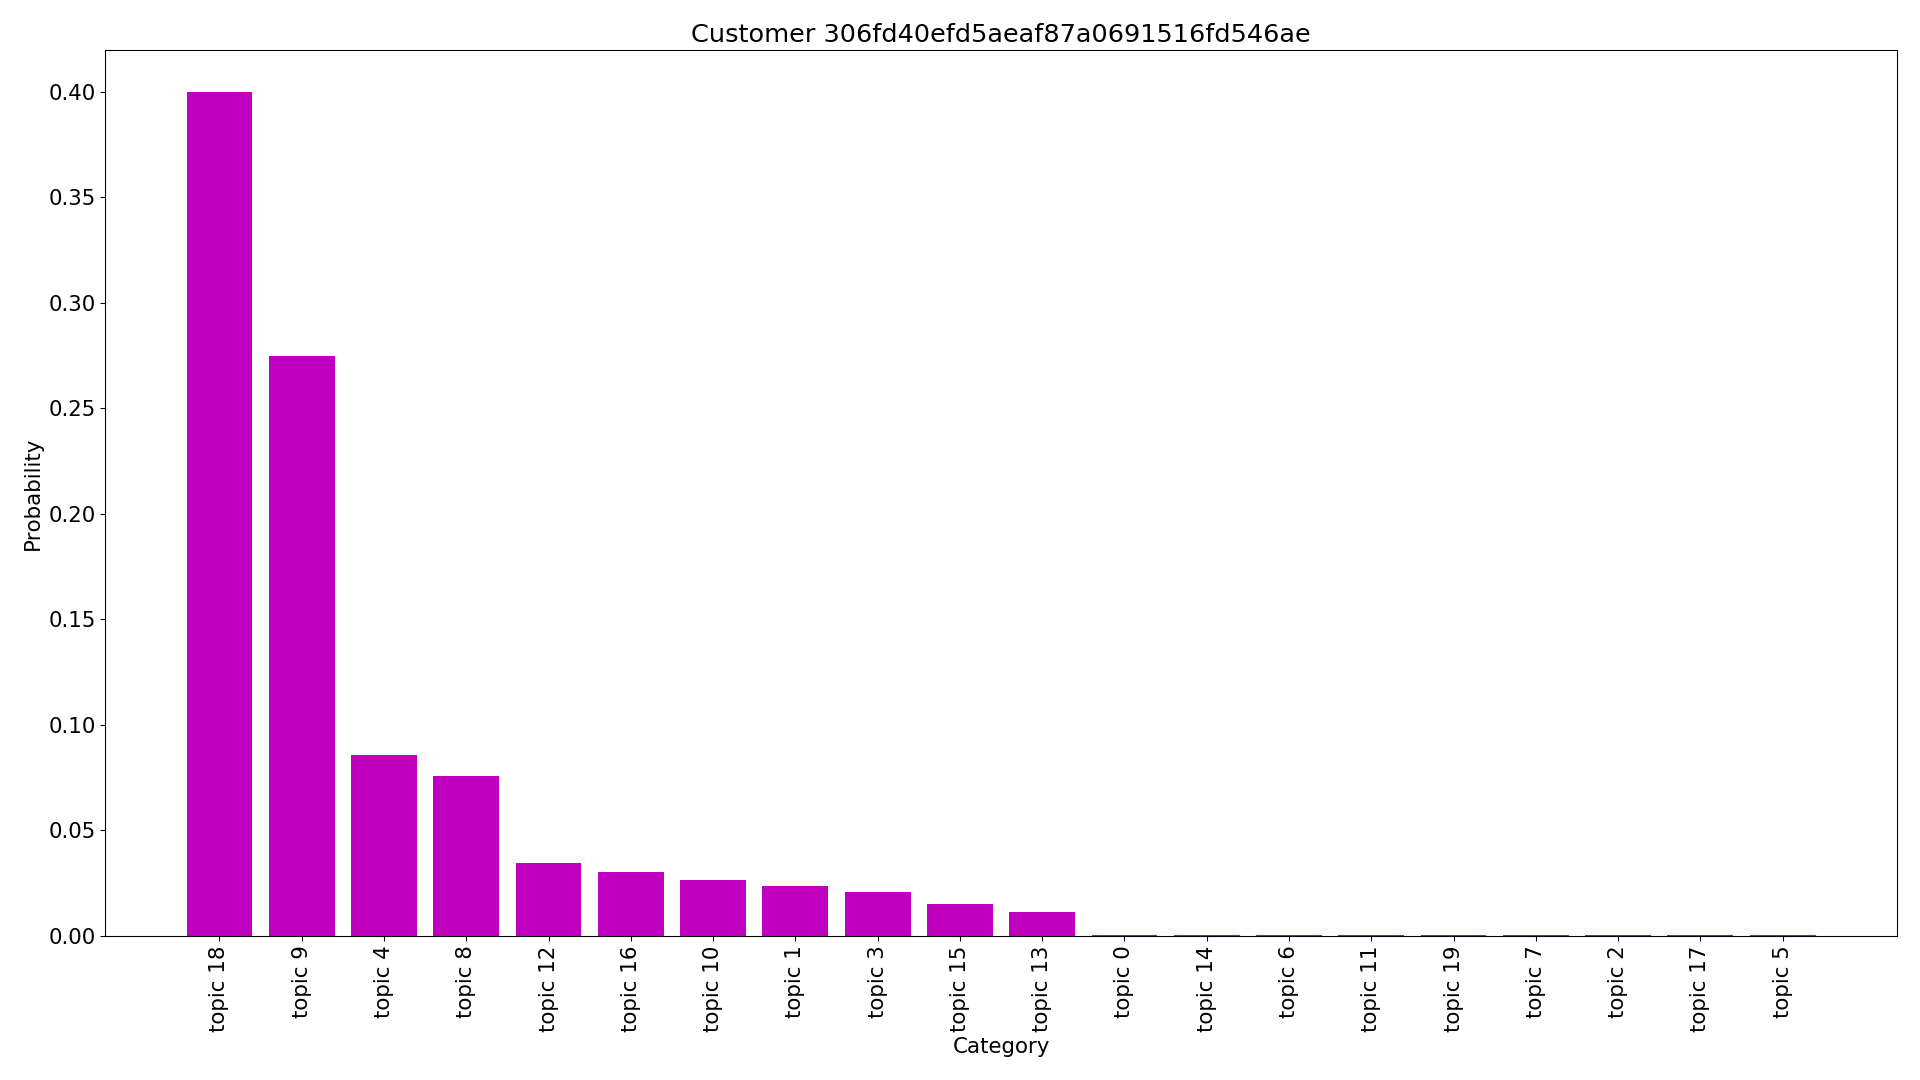 Customer 306fd40efd5aeaf87a0691516fd546ae
0.40
0.35
0.30
0.25
0.20
0.15
0.10
0.05
0.00
Probability
topic 18
topic 9
topic 4
topic 8
topic 12
topic 16
topic 10
topic 1
topic 3
topic 15
topic 13
topic 0
topic 14
topic 6
topic 11
topic 19
topic 7
topic 2
topic 17
topic 5
Category